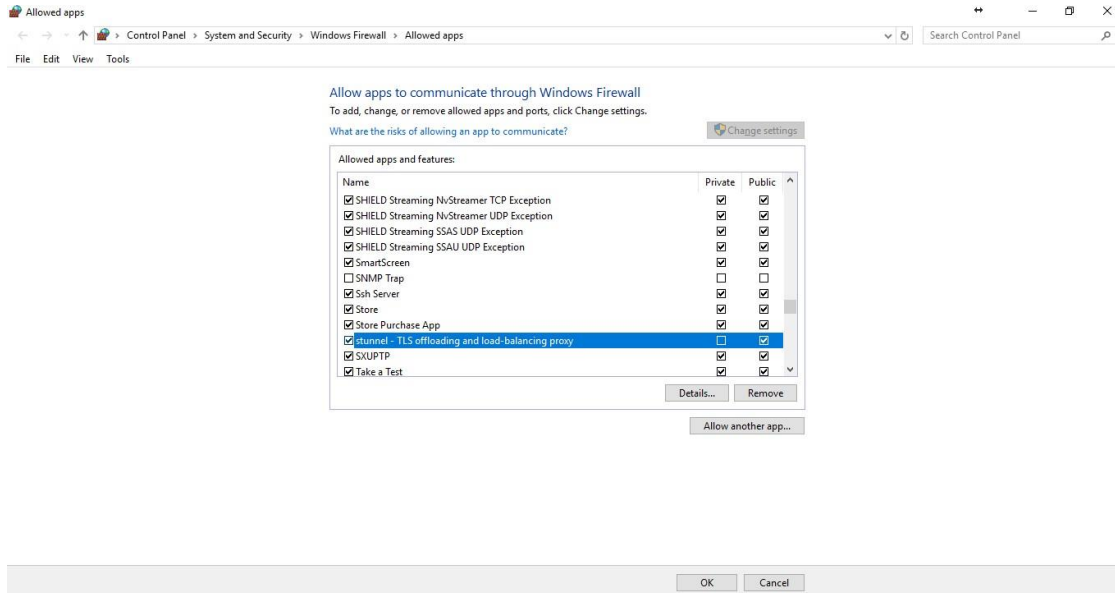 Allowed apps
Control Panel > System and Security > Windows Firewall > Allowed apps
Search Control Panel
File Edit View Tools
Allow apps to communicate through Windows Firewall
To add, change, or remove allowed apps and ports, click Change settings.
What are the risks of allowing an app to communicate?
Change settings
Allowed apps and features:
Name Private Public
SHIELD Streaming NvStreamer TCP Exception
SHIELD Streaming NvStreamer UDP Exception
SHIELD Streaming SSAS UDP Exception
SHIELD Streaming SSAU UDP Exception
SmartScreen
SNMP Trap
Ssh Server
Store
Store Purchase App
stunnel - TLS offloading and load-balancing proxy
SXUPTP
Take a Test
Details... Remove
Allow another app...
OK Cancel